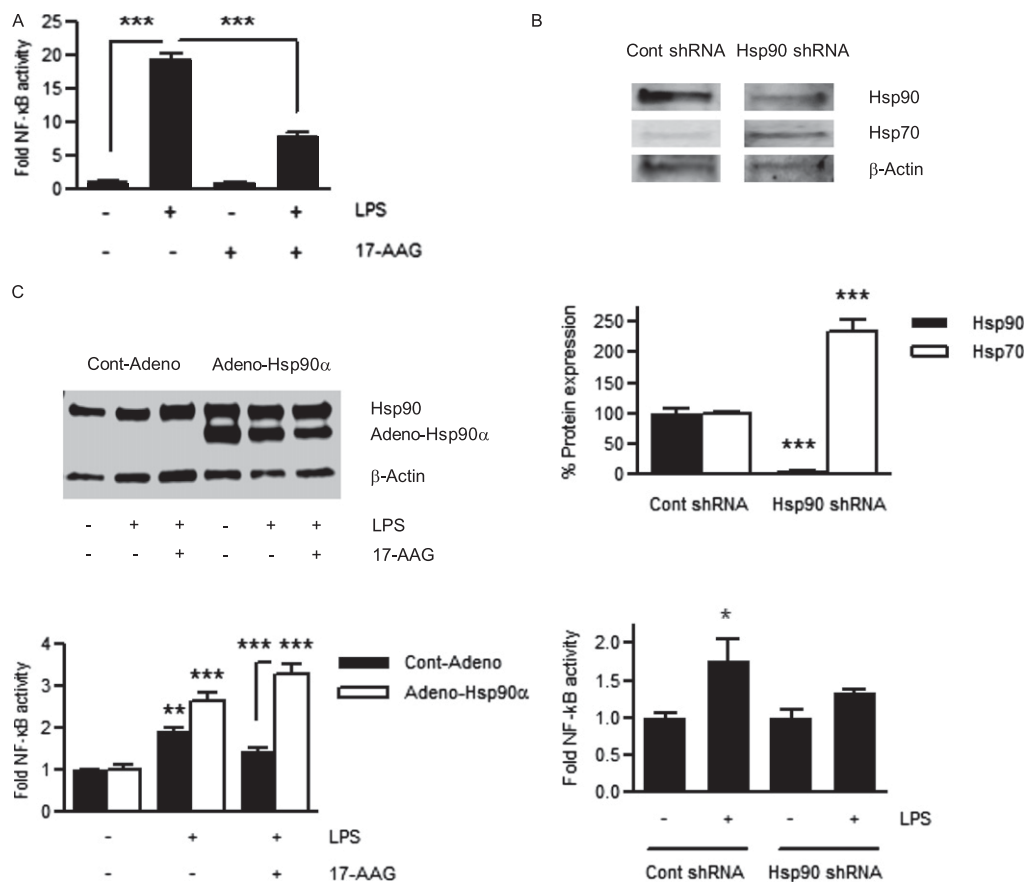 A
25
20
15
10
5
0
Fold NF-κB activity
*** ***
- + - + LPS
- - + + 17-AAG
B
Cont shRNA Hsp90 shRNA
Hsp90
Hsp70
β-Actin
% Protein expression
250
200
150
100
50
0
***
***
Hsp90
Hsp70
Cont shRNA Hsp90 shRNA
Fold NF-kB activity
2.0
1.5
1.0
0.5
0.0
*
- + - + LPS
Cont shRNA Hsp90 shRNA
C
Cont-Adeno Adeno-Hsp90α
Hsp90
Adeno-Hsp90α
β-Actin
- + + - + + LPS
- - + - - + 17-AAG
Fold NF-κB activity
4
3
2
1
0
** *** *** ***
Cont-Adeno
Adeno-Hsp90α
- + + LPS
- - + 17-AAG